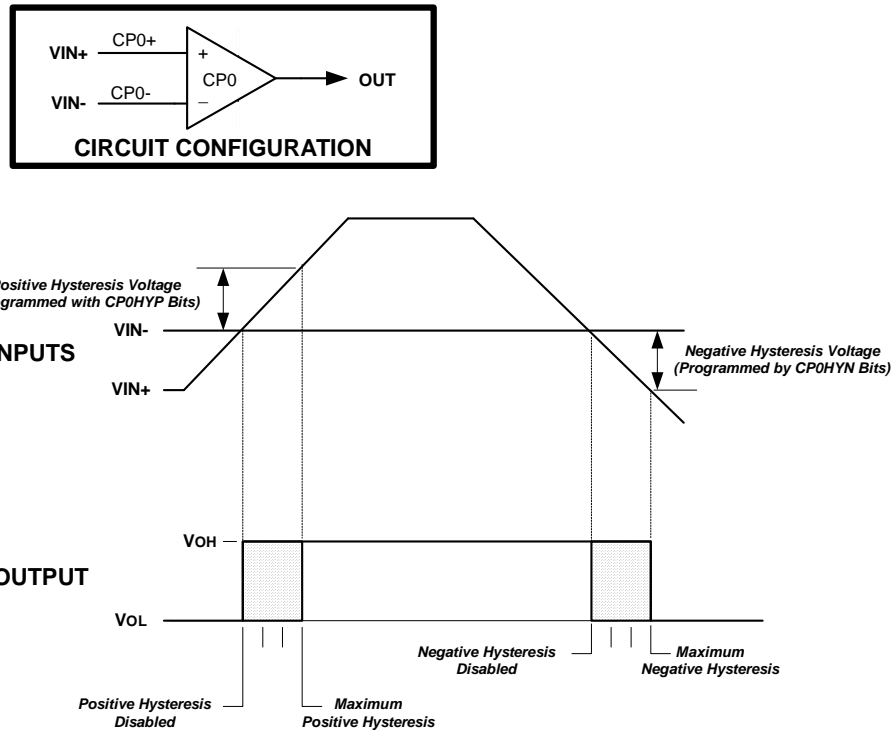 VIN+
CP0+
+
CP0
OUT
VIN-
CP0-
_
CIRCUIT CONFIGURATION
Positive Hysteresis Voltage
grammed with CP0HYP Bits)
VIN-
NPUTS
Negative Hysteresis Voltage
(Programmed by CP0HYN Bits)
VIN+
VOH
OUTPUT
VOL
Negative Hysteresis
Disabled
Maximum
Negative Hysteresis
Positive Hysteresis
Disabled
Maximum
Positive Hysteresis